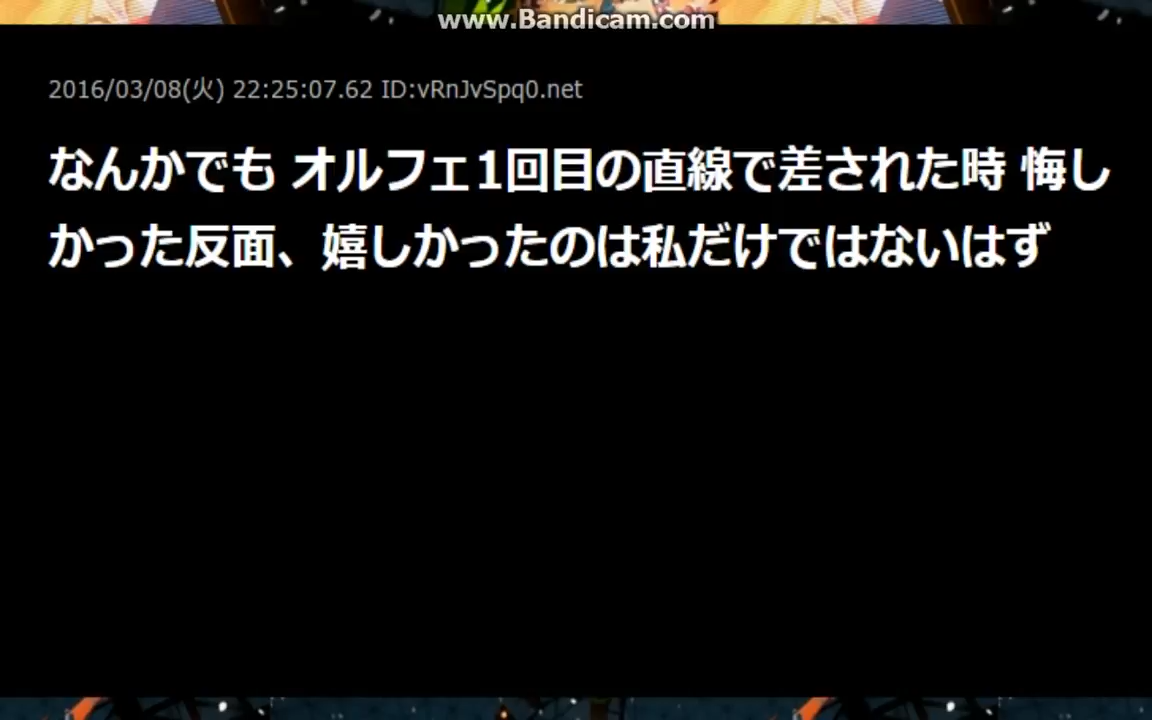 www.Bandicam.com
2016/03/08(火) 22:25:07.62 ID:vRnJvSpq0.net
なんかでも オルフェ1回目の直線で差された時 悔し
かった反面、嬉しかったのは私だけではないはず